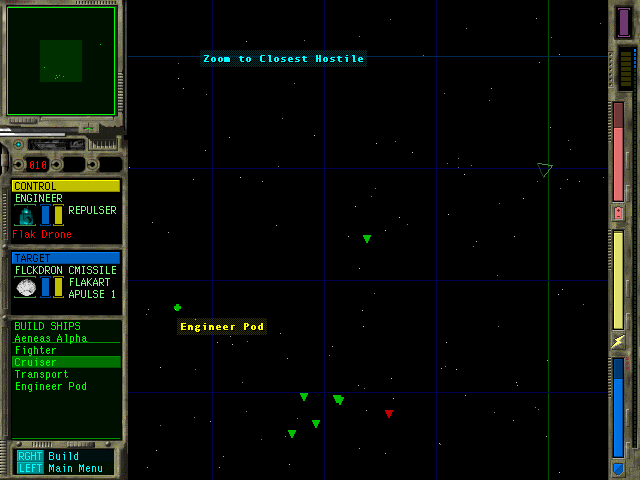 Zoom to Closest Hostile
010
CONTROL
ENGINEER
REPULSER
Flak Drona
TARGET
FLCKDRON CMISSILE
FLAKART
APULSE 1
Engineer Pod
BUILD SHIPS
Aeneas Alpha
Fighter
Cruiser
Transport
Engineer Pod
RGHT Build
LEFT Main Menu